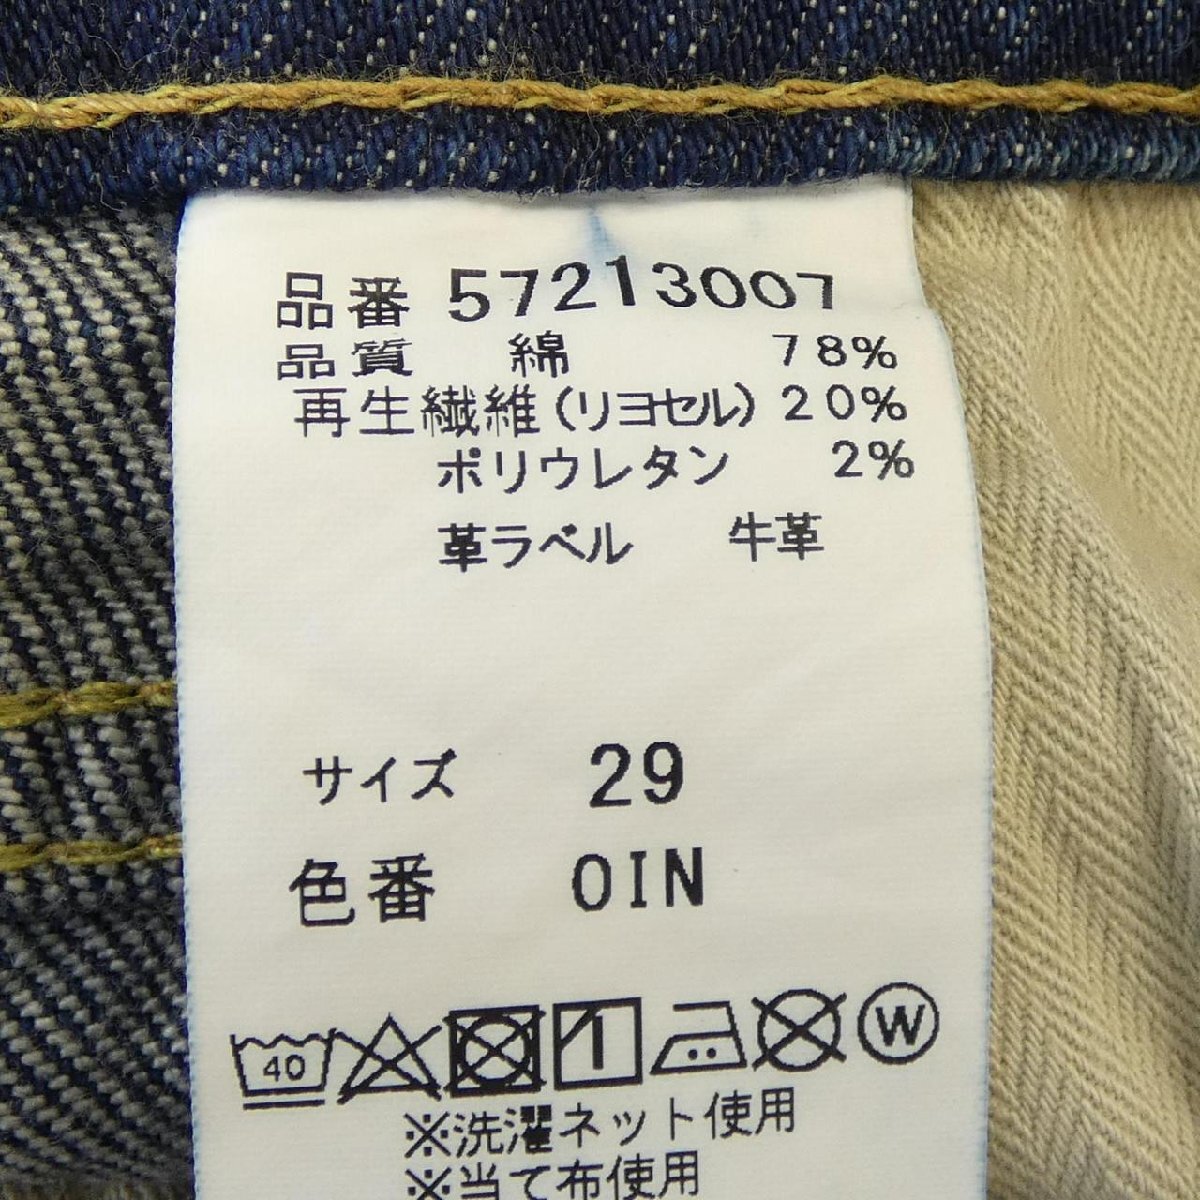 品番 57213007
品質 綿 78%
再生繊維(リヨセル) 20%
ポリウレタン 2%
革ラベル 牛革
サイズ 29
色番 0IN
40 W
※洗濯ネット使用
※当て布使用